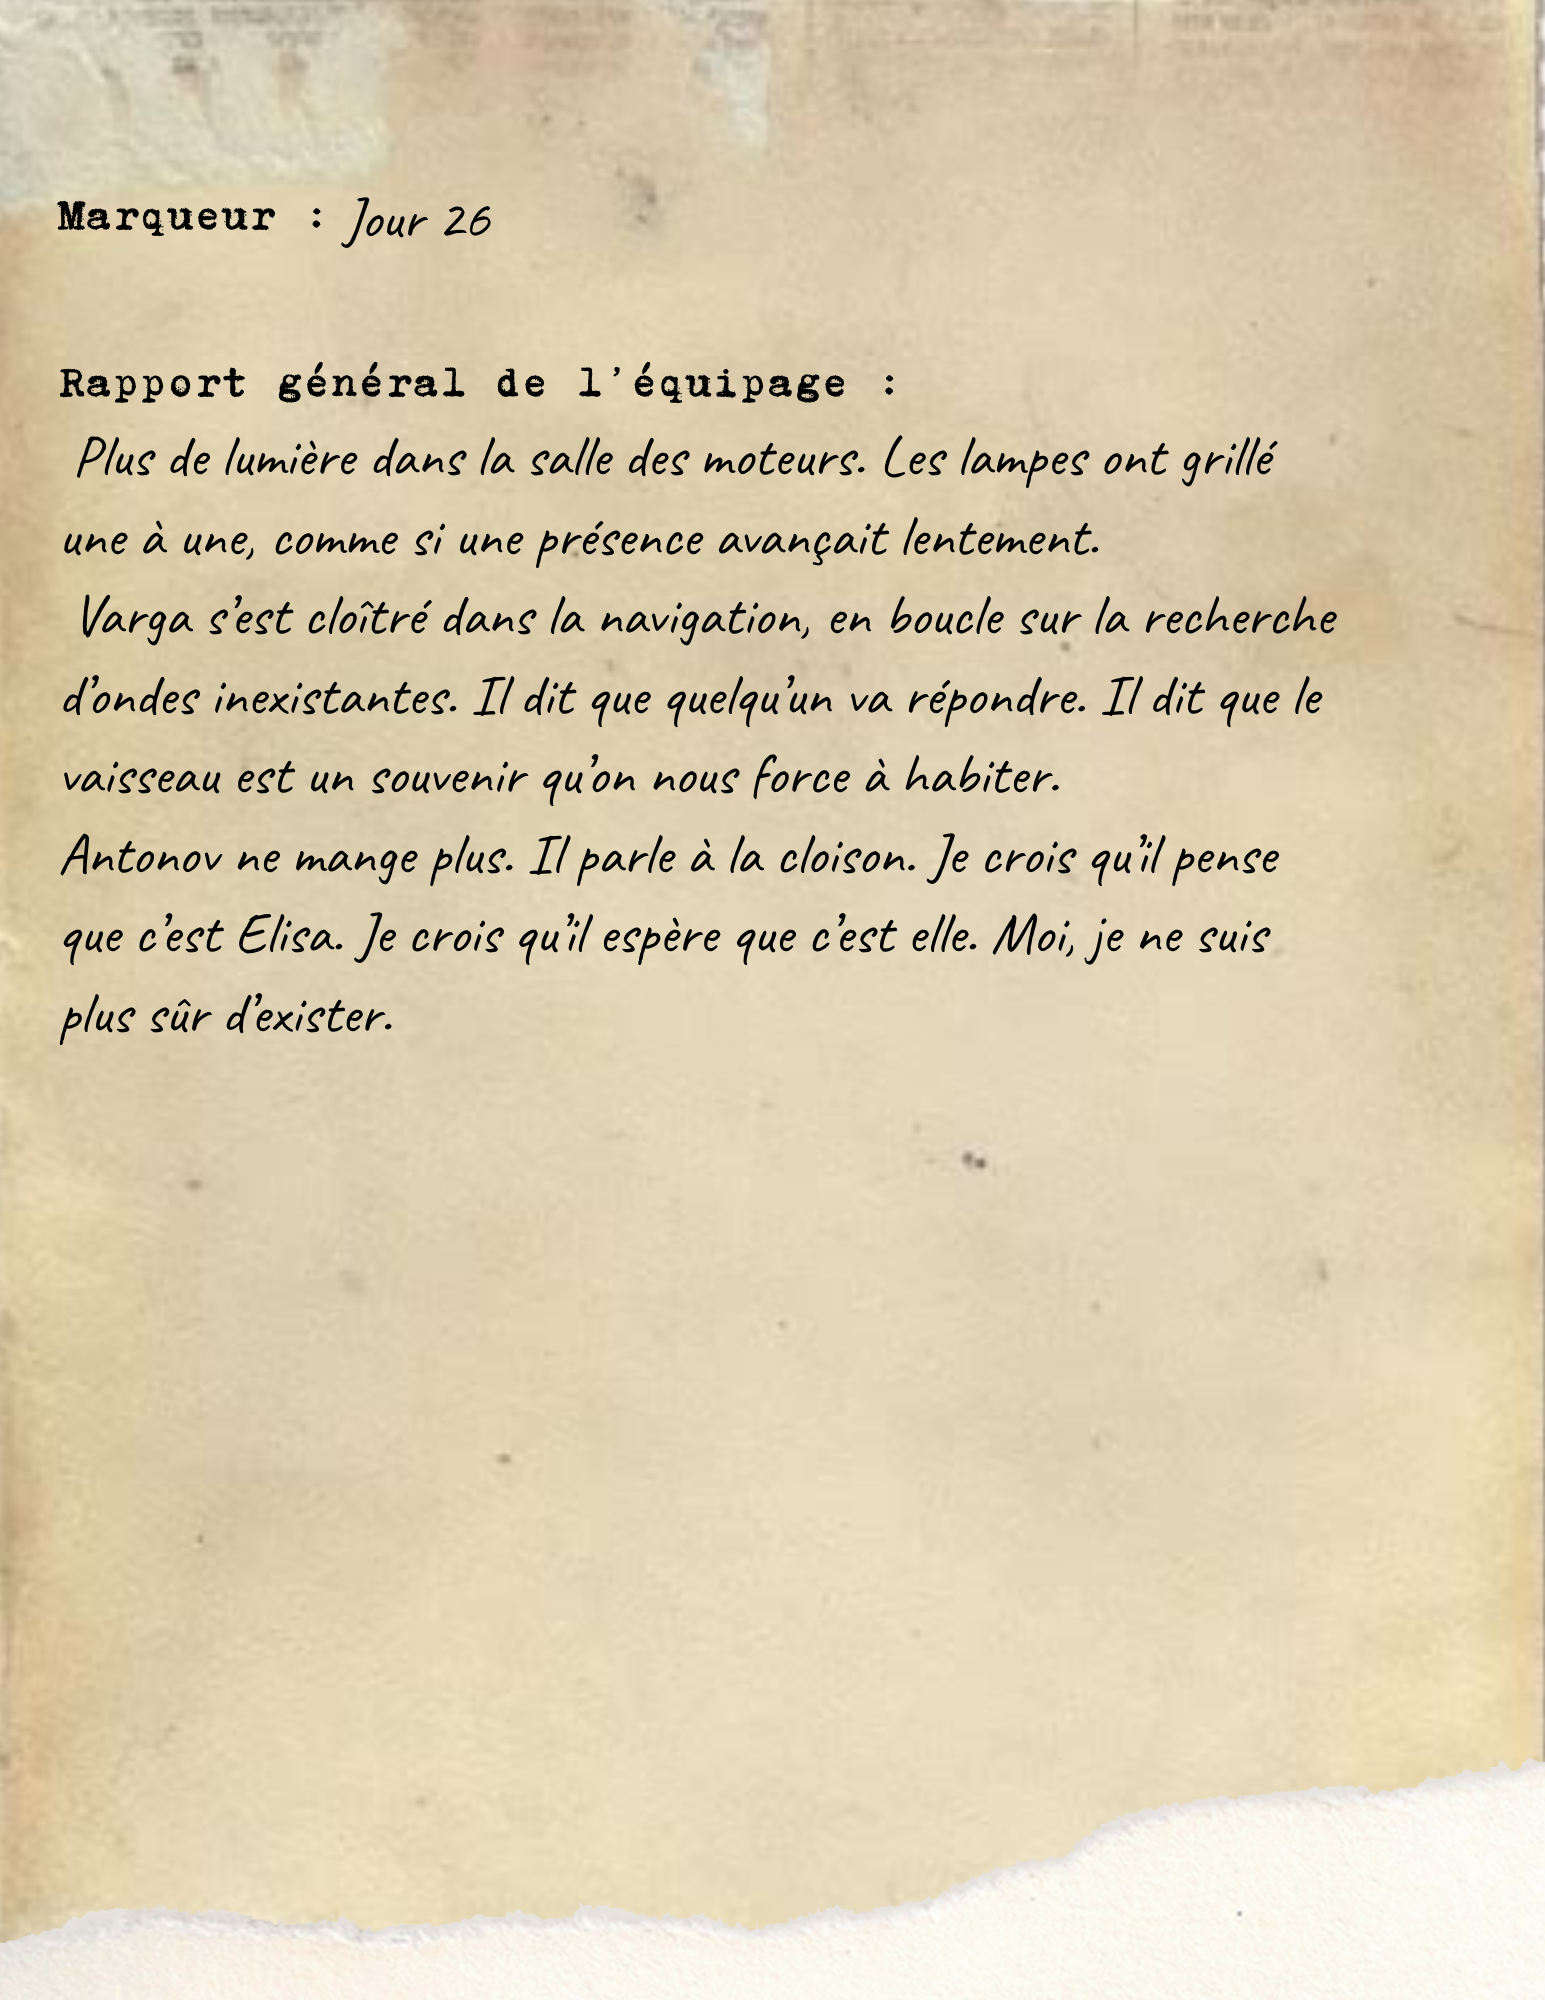 Marqueur : Jour 26
Rapport général de l'équipage :
Plus de lumière dans la salle des moteurs. Les lampes ont grillé
une à une, comme si une présence avançait lentement.
Varga s’est cloîtré dans la navigation, en boucle sur la recherche
d’ondes inexistantes. Il dit que quelqu’un va répondre. Il dit que le
vaisseau est un souvenir qu’on nous force à habiter.
Antonov ne mange plus. Il parle à la cloison. Je crois qu’il pense
que c’est Elisa. Je crois qu’il espère que c’est elle. Moi, je ne suis
plus sûr d’exister.